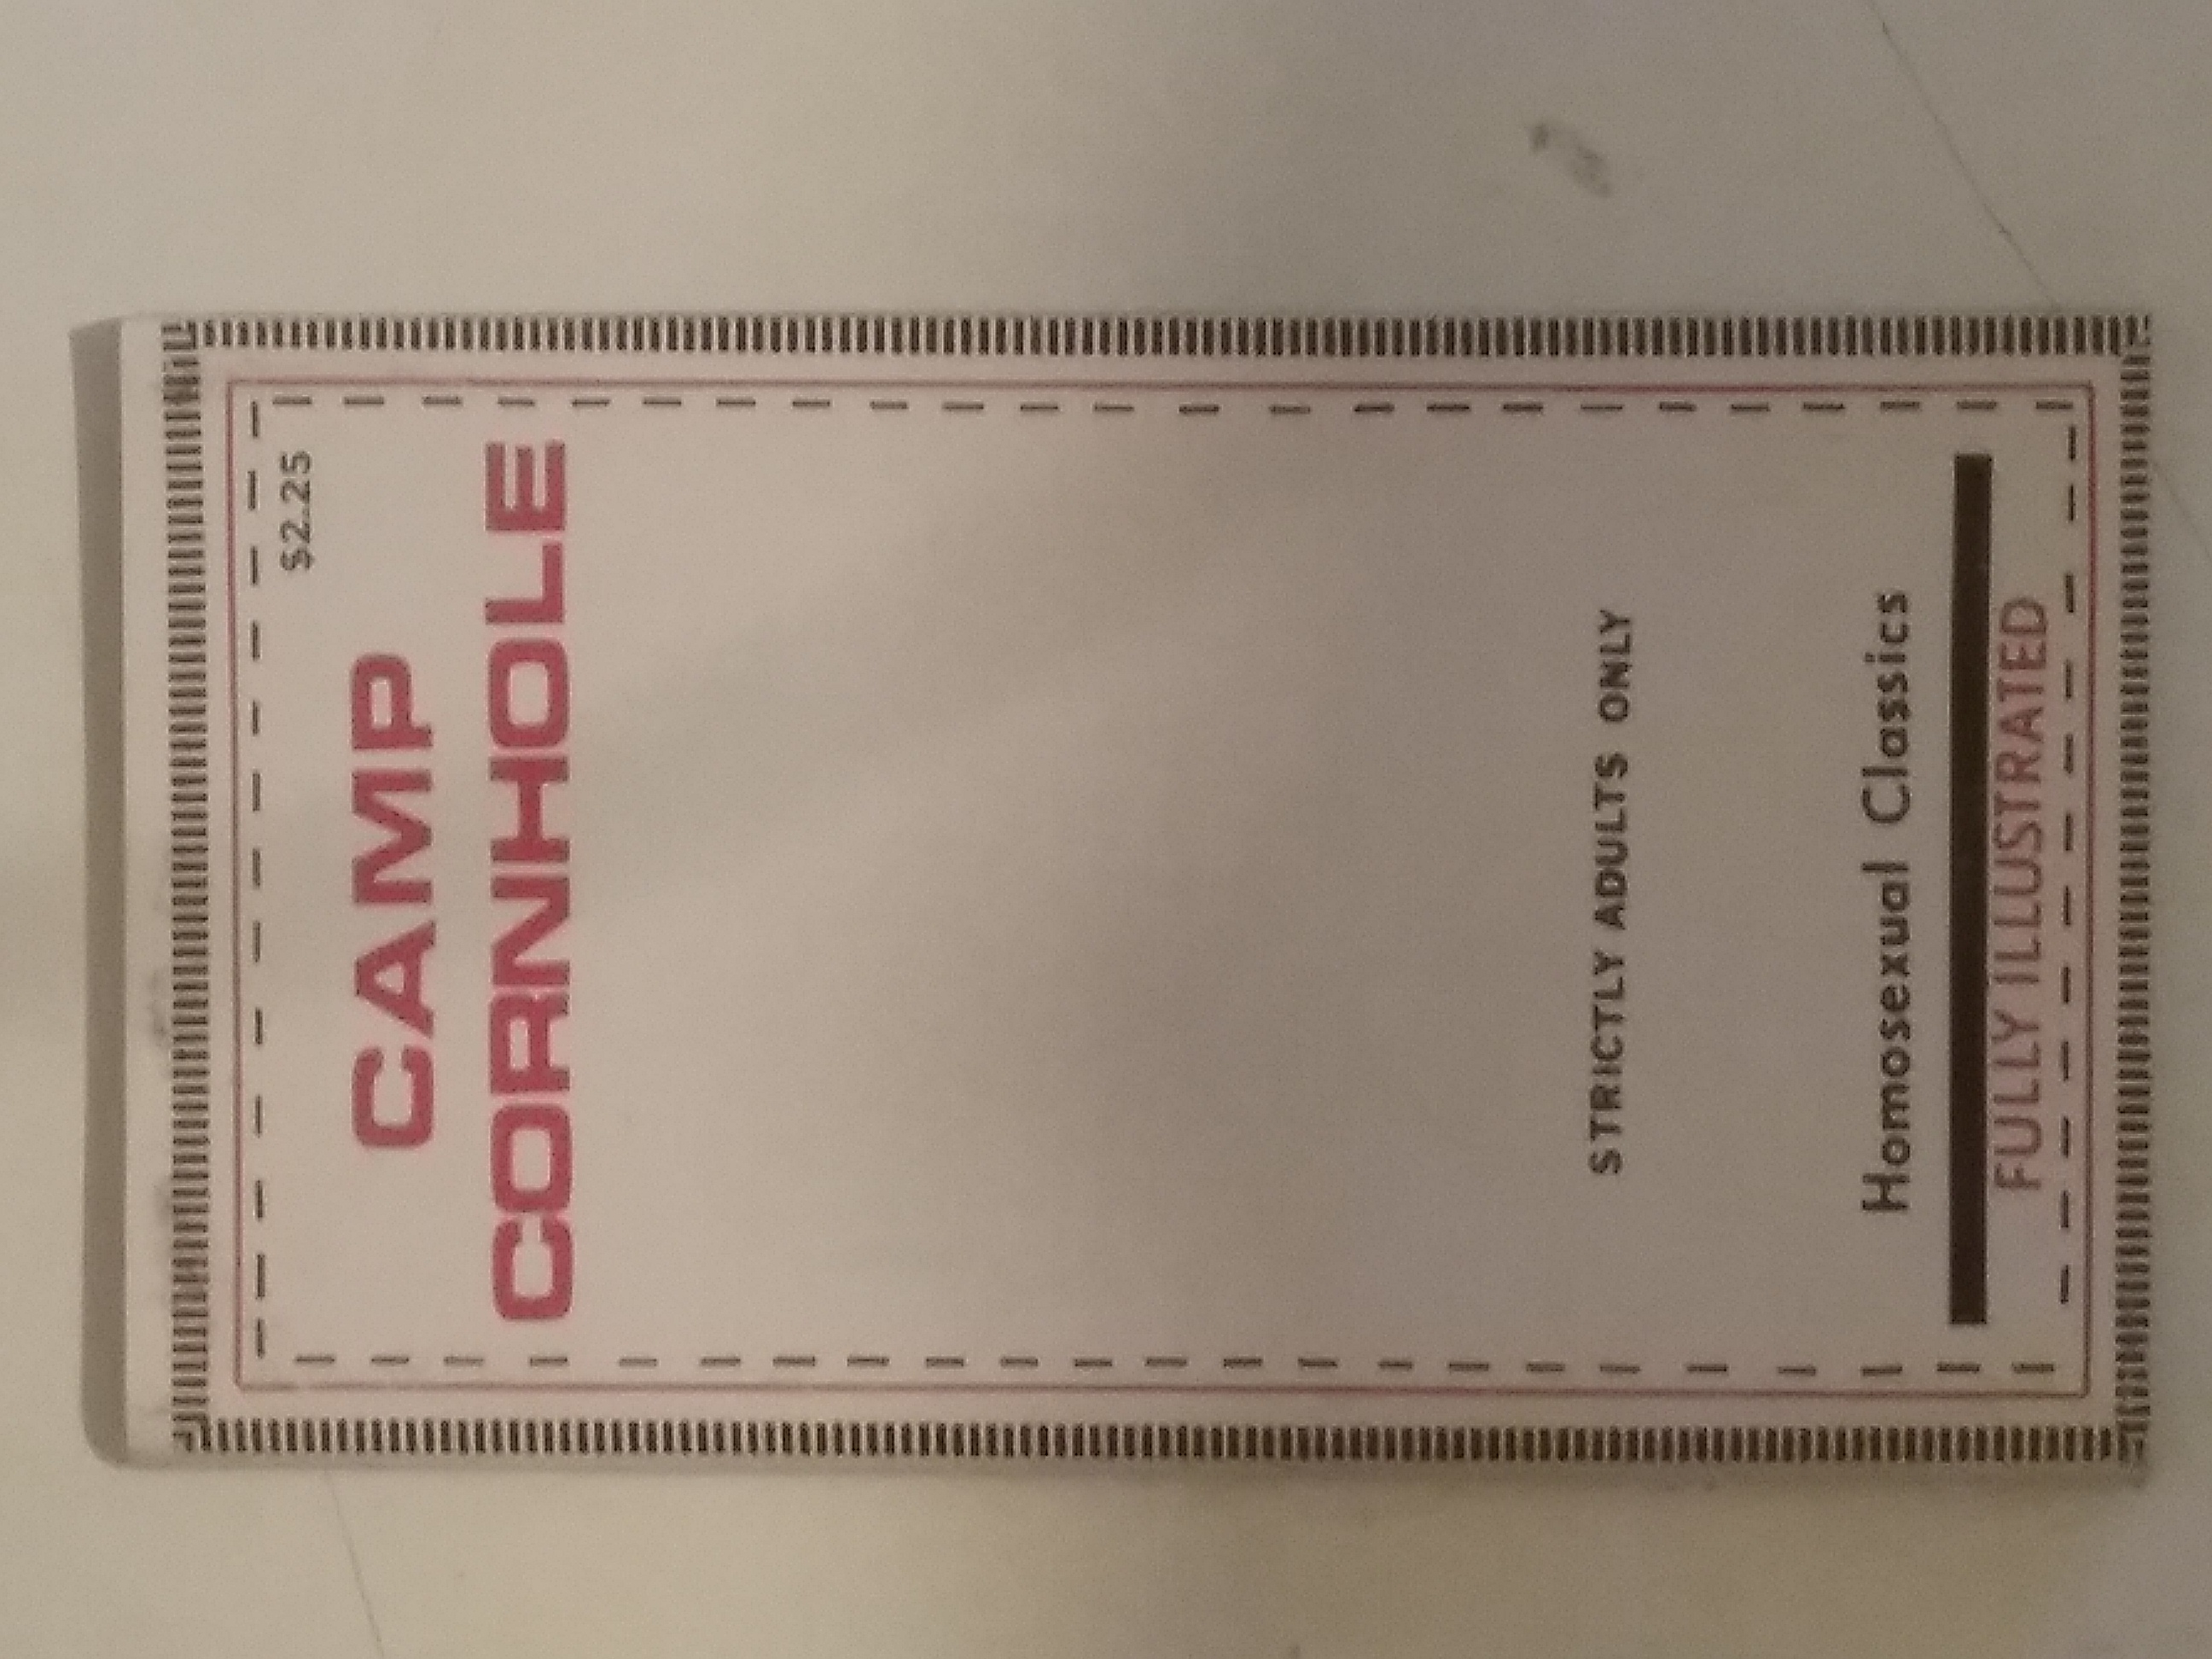 $2.25
CAMP
CORNHOLE
STRICTLY ADULTS ONLY
Homosexual Classics
FULLY ILLUSTRATED